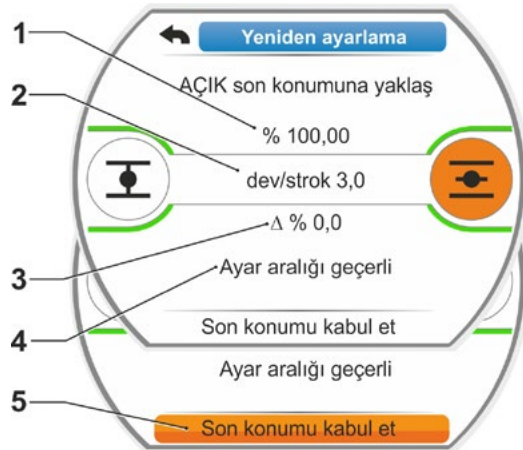 Yeniden ayarlama
AÇIK son konumuna yaklaş
1
% 100,00
2
dev/strok 3,0
Δ % 0,0
3
Ayar aralığı geçerli
4
Son konumu kabul et
Ayar aralığı geçerli
5
Son konumu kabul et